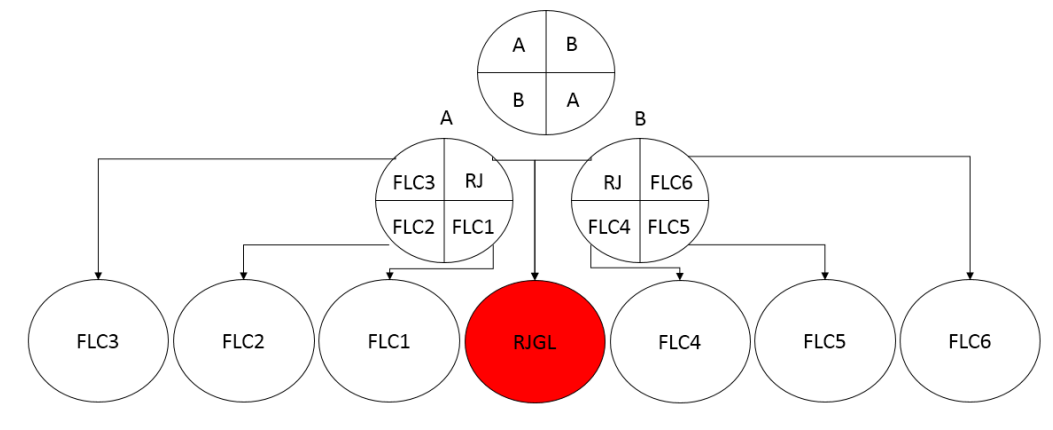 A B
B A
A B
FLC3 RJ RJ FLC6
FLC2 FLC1 FLC4 FLC5
FLC3 FLC2 FLC1 RJGL FLC4 FLC5 FLC6